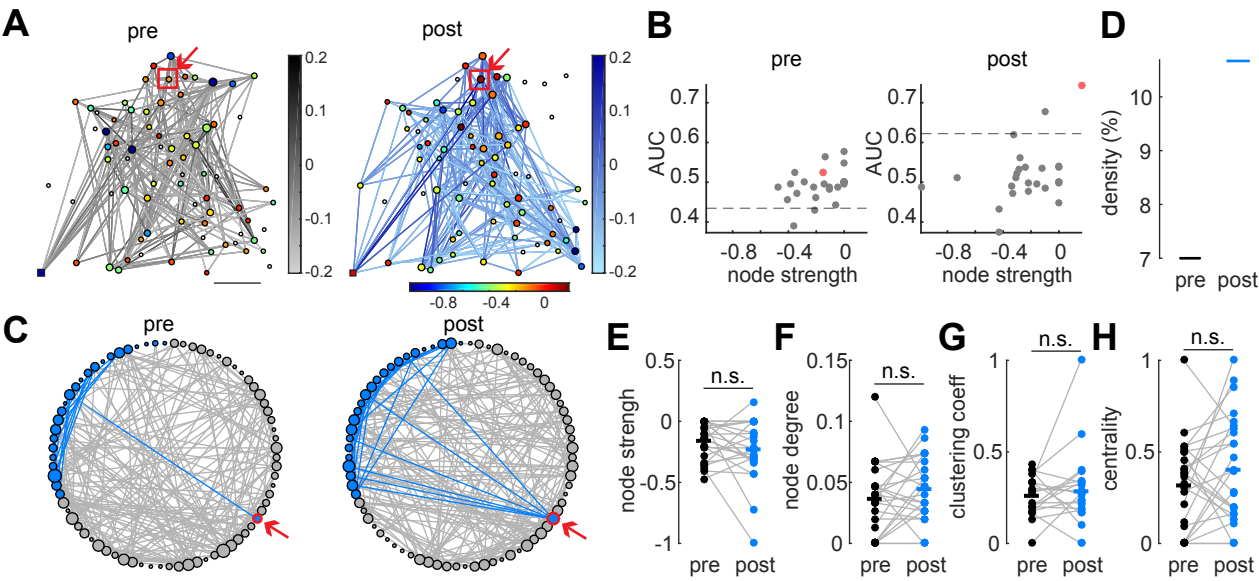 A
pre
post
0.2
0.1
0
-0.1
-0.2
0.2
0.1
0
-0.1
-0.2
-0.8
-0.4
0
B
pre
post
AUC
0.7
0.6
0.5
0.4
-0.8
-0.4
0
node strength
AUC
0.7
0.6
0.5
0.4
-0.8
-0.4
0
node strength
D
density (%)
10
9
8
7
pre
post
C
pre
post
E
node strengh
0.5
0
-0.5
-1
n.s.
pre
post
F
node degree
0.15
0.1
0.05
0
n.s.
pre
post
G
clustering coeff
1
0.5
0
n.s.
pre
post
H
centrality
1
0.5
0
n.s.
pre
post